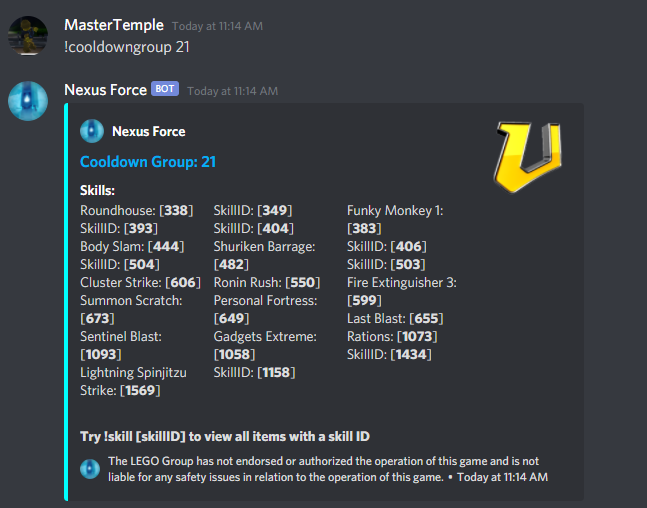 MasterTemple Today at 11:14 AM
!cooldowngroup 21
Nexus Force BOT Today at 11:14 AM
Nexus Force
Cooldown Group: 21
Skills:
Roundhouse: [338]
SkillID: [393]
Body Slam: [444]
SkillID: [504]
Cluster Strike: [606]
Summon Scratch:
[673]
Sentinel Blast:
[1093]
Lightning Spinjitzu
Strike: [1569]
SkillID: [349]
SkillID: [404]
Shuriken Barrage:
[482]
Ronin Rush: [550]
Personal Fortress:
[649]
Gadgets Extreme:
[1058]
SkillID: [1158]
Funky Monkey 1:
[383]
SkillID: [406]
SkillID: [503]
Fire Extinguisher 3:
[599]
Last Blast: [655]
Rations: [1073]
SkillID: [1434]
Try !skill [skillID] to view all items with a skill ID
The LEGO Group has not endorsed or authorized the operation of this game and is not
liable for any safety issues in relation to the operation of this game. • Today at 11:14 AM